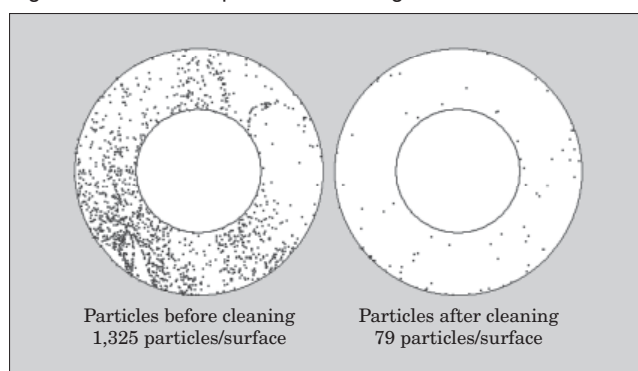 Particles before cleaning
1,325 particles/surface
Particles after cleaning
79 particles/surface